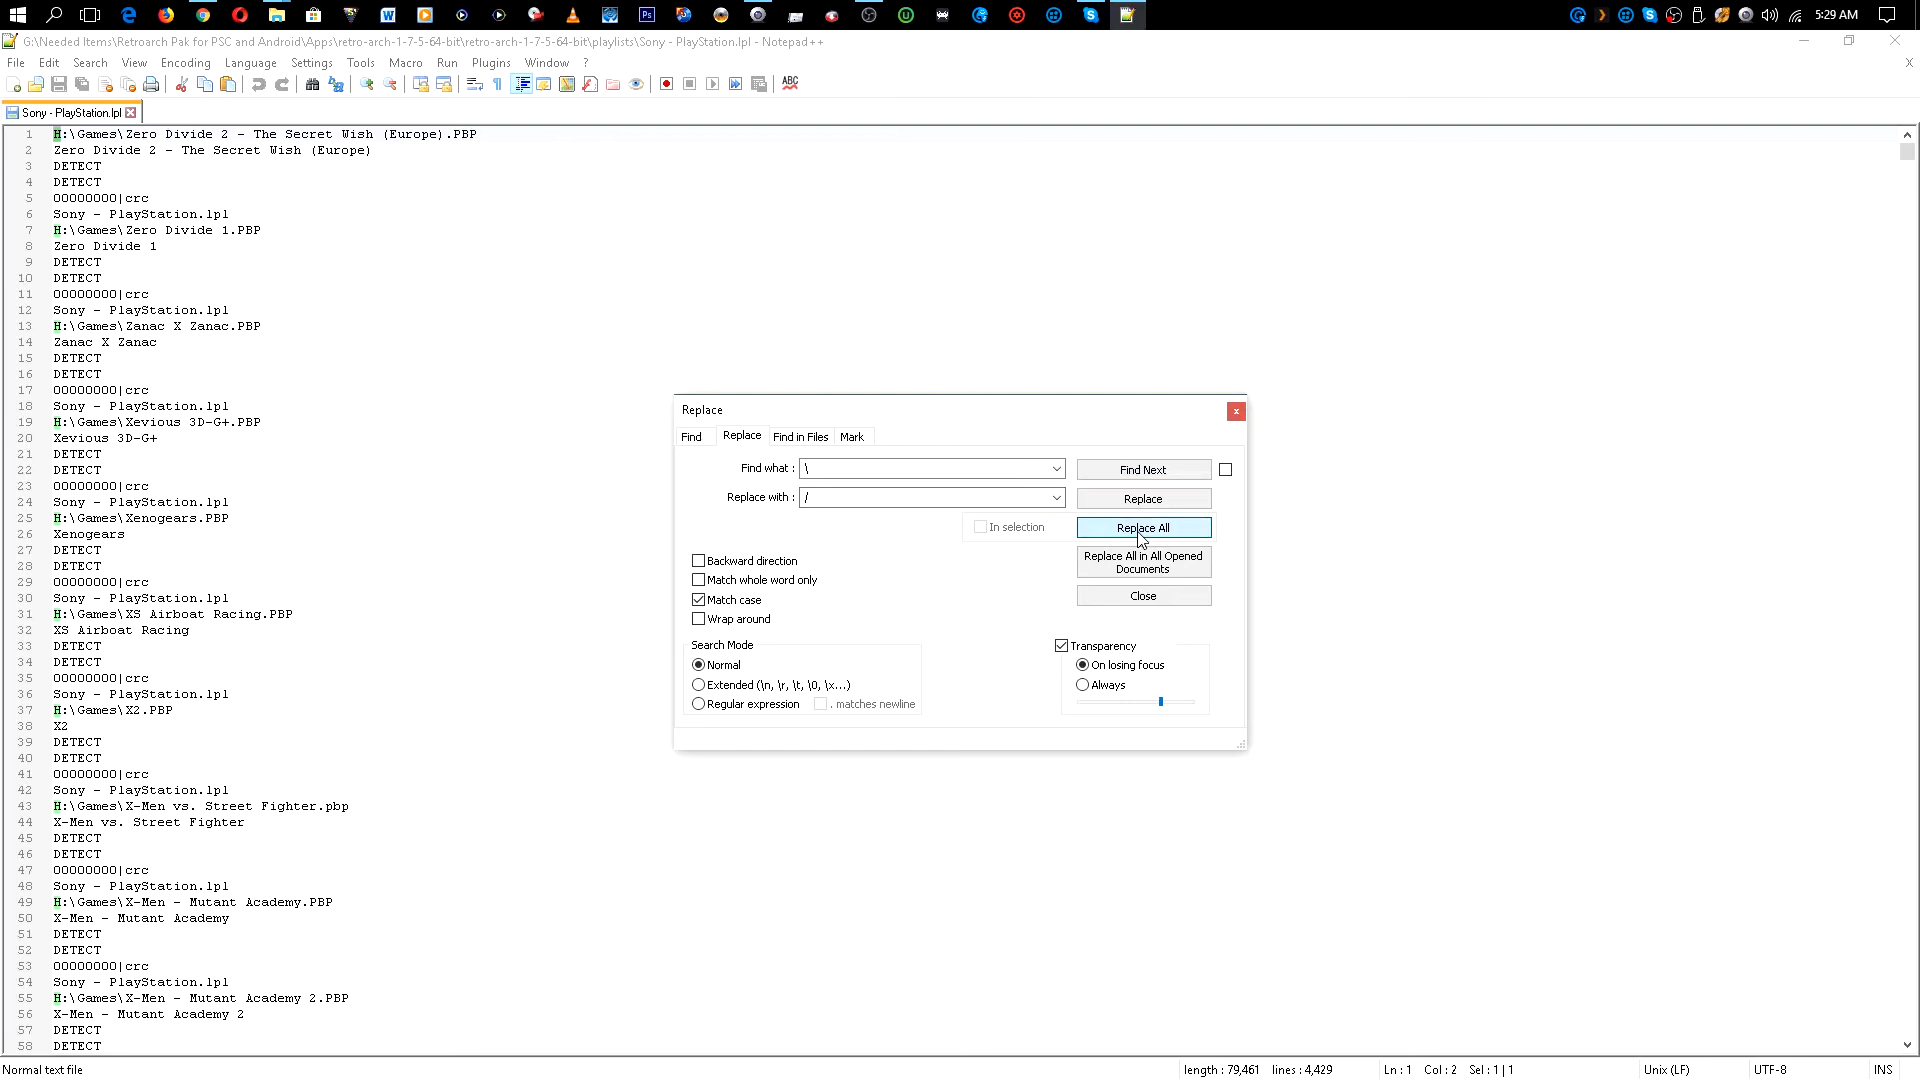 5:29 AM
G:\Needed Items\Retroarch Pak for PSC and Android\Apps\retro-arch-1-7-5-64-bit\retro-arch-1-7-5-64-bit\playlists\Sony - PlayStation.lpl - Notepad++
File Edit Search View Encoding Language Settings Tools Macro Run Plugins Window ? X
ABC
Sony - PlayStation.lpl
1 H:\Games\Zero Divide 2 - The Secret Wish (Europe).PBP
2 Zero Divide 2 - The Secret Wish (Europe)
3 DETECT
4 DETECT
5 00000000|crc
6 Sony - PlayStation.lpl
7 H:\Games\Zero Divide 1.PBP
8 Zero Divide 1
9 DETECT
10 DETECT
11 00000000|crc
12 Sony - PlayStation.lpl
13 H:\Games\Zanac X Zanac.PBP
14 Zanac X Zanac
15 DETECT
16 DETECT
17 00000000|crc
18 Sony - PlayStation.lpl
19 H:\Games\Xevious 3D-G+.PBP
20 Xevious 3D-G+
21 DETECT
22 DETECT
23 00000000|crc
24 Sony - PlayStation.lpl
25 H:\Games\Xenogears.PBP
26 Xenogears
27 DETECT
28 DETECT
29 00000000|crc
30 Sony - PlayStation.lpl
31 H:\Games\XS Airboat Racing.PBP
32 XS Airboat Racing
33 DETECT
34 DETECT
35 00000000|crc
36 Sony - PlayStation.lpl
37 H:\Games\X2.PBP
38 X2
39 DETECT
40 DETECT
41 00000000|crc
42 Sony - PlayStation.lpl
43 H:\Games\X-Men vs. Street Fighter.pbp
44 X-Men vs. Street Fighter
45 DETECT
46 DETECT
47 00000000|crc
48 Sony - PlayStation.lpl
49 H:\Games\X-Men - Mutant Academy.PBP
50 X-Men - Mutant Academy
51 DETECT
52 DETECT
53 00000000|crc
54 Sony - PlayStation.lpl
55 H:\Games\X-Men - Mutant Academy 2.PBP
56 X-Men - Mutant Academy 2
57 DETECT
58 DETECT
Replace
Find Replace Find in Files Mark
Find what : \ Find Next
Replace with : / Replace
In selection Replace All
Replace All in All Opened Documents
Close
Backward direction
Match whole word only
Match case
Wrap around
Search Mode
Normal
Extended (\n, \r, \t, \0, \x...)
Regular expression . matches newline
Transparency
On losing focus
Always
Normal text file length : 79,461 lines : 4,429 Ln : 1 Col : 2 Sel : 1 | 1 Unix (LF) UTF-8 INS